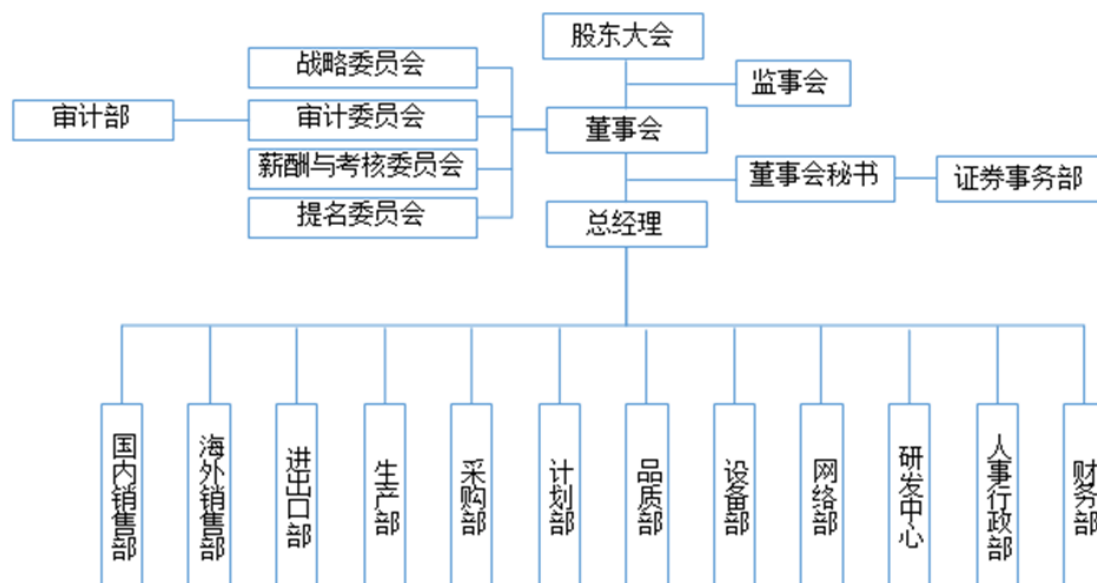 股东大会
战略委员会
监事会
审计部
审计委员会
董事会
薪酬与考核委员会
董事会秘书
证券事务部
提名委员会
总经理
国内销售部
海外销售部
进出口部
生产部
采购部
计划部
品质部
设备部
网络部
研发中心
人事行政部
财务部